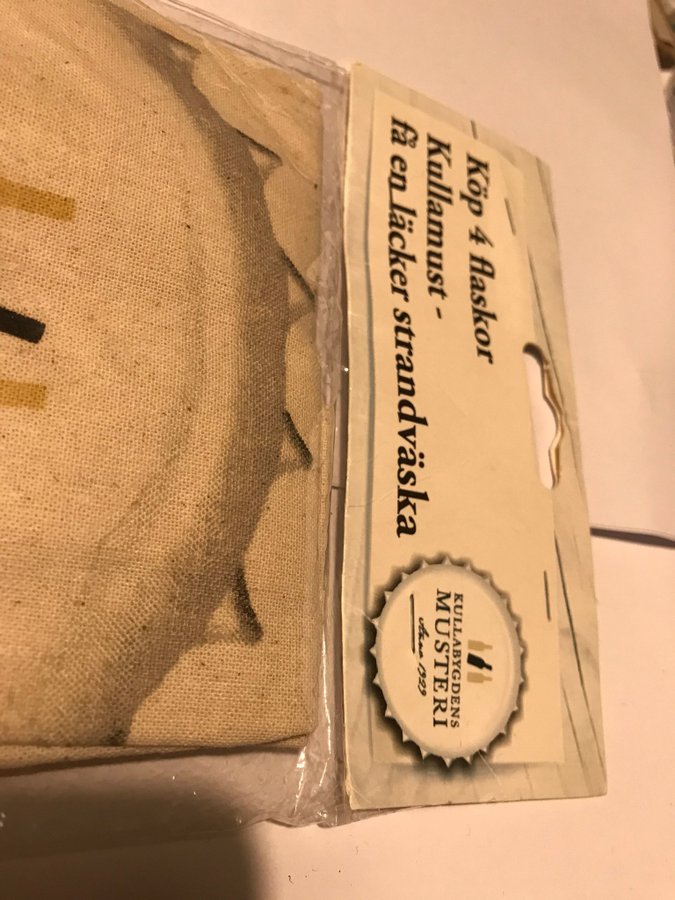 Köp 4 flaskor
Kullamust -
få en läcker strandväska
KULLABYGDENS
MUSTERI
Anno 1929